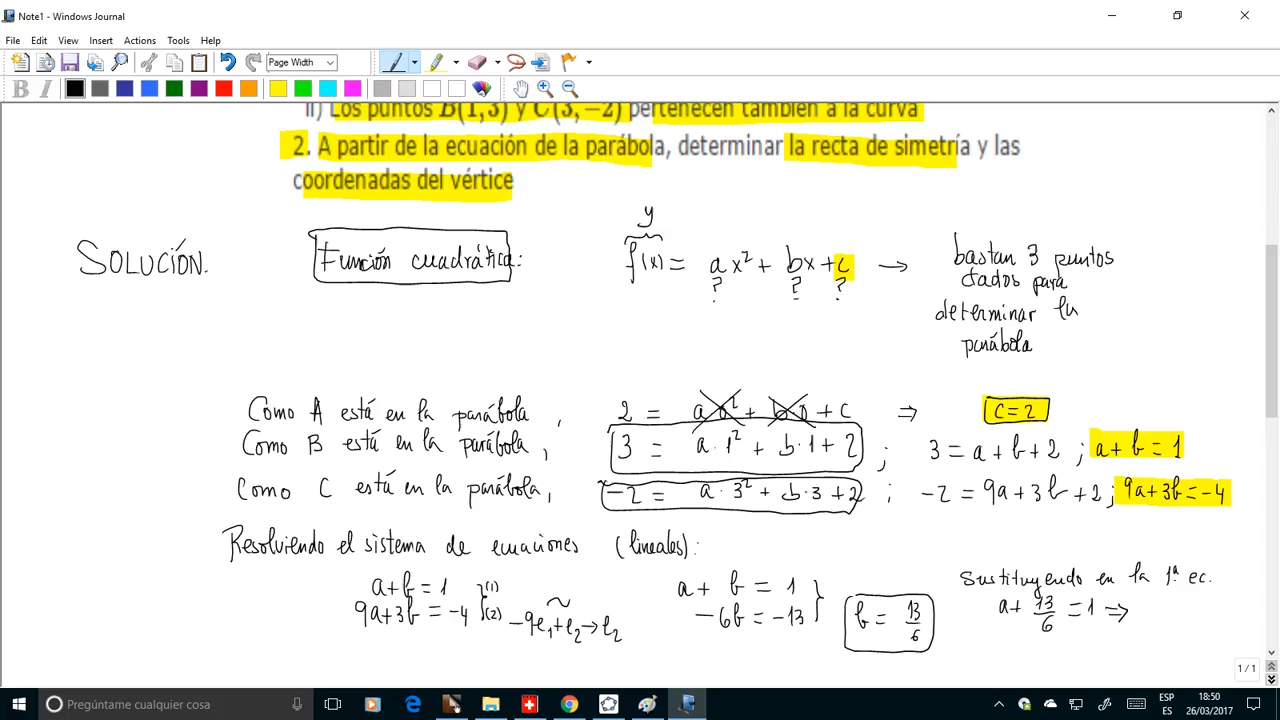 Note1 - Windows Journal
File Edit View Insert Actions Tools Help
Page Width
B I
ii) Los puntos B(1,3) y C(3,−2) pertenecen también a la curva
2. A partir de la ecuación de la parábola, determinar la recta de simetría y las
coordenadas del vértice
y
SOLUCIÓN. Función cuadrática: f(x) = ax² + bx + c → bastan 3 puntos
? ? ? dados para
determinar la
parábola
Como A está en la parábola, 2 = a·0² + b·0 + c ⇒ c=2
Como B está en la parábola, 3 = a·1² + b·1 + 2 ; 3 = a+b+2 ; a+b=1
Como C está en la parábola, −2 = a·3² + b·3 + 2 ; −2 = 9a+3b+2 ; 9a+3b=−4
Resolviendo el sistema de ecuaciones (lineales):
a+b=1 (1) a+ b = 1 Sustituyendo en la 1ª ec.
9a+3b=−4 (2) ~ −9e₁+e₂→e₂ −6b = −13 b = 13/6 a + 13/6 = 1 ⇒
1 / 1
Pregúntame cualquier cosa
ESP 18:50
ES 26/03/2017